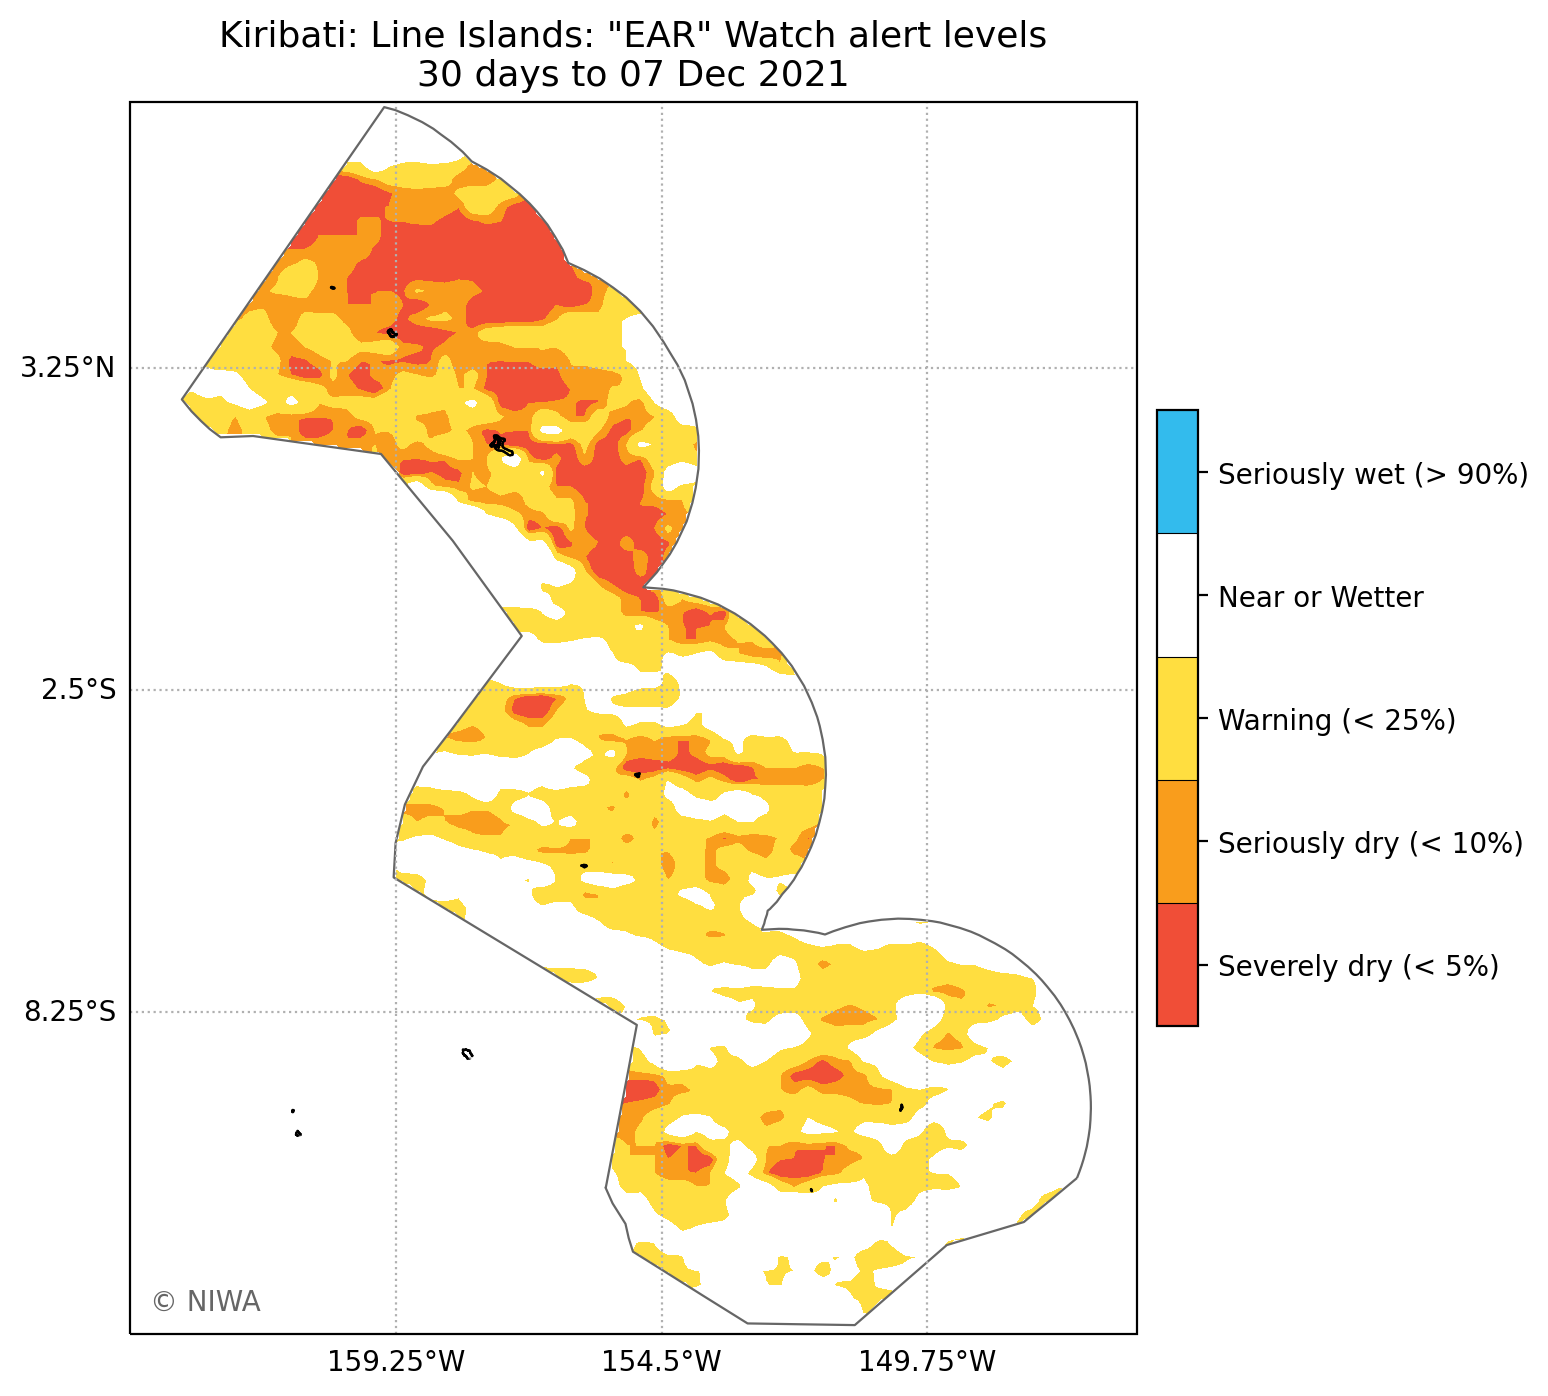 Kiribati: Line Islands: "EAR" Watch alert levels
30 days to 07 Dec 2021
3.25°N
2.5°S
8.25°S
159.25°W
154.5°W
149.75°W
© NIWA
Seriously wet (> 90%)
Near or Wetter
Warning (< 25%)
Seriously dry (< 10%)
Severely dry (< 5%)